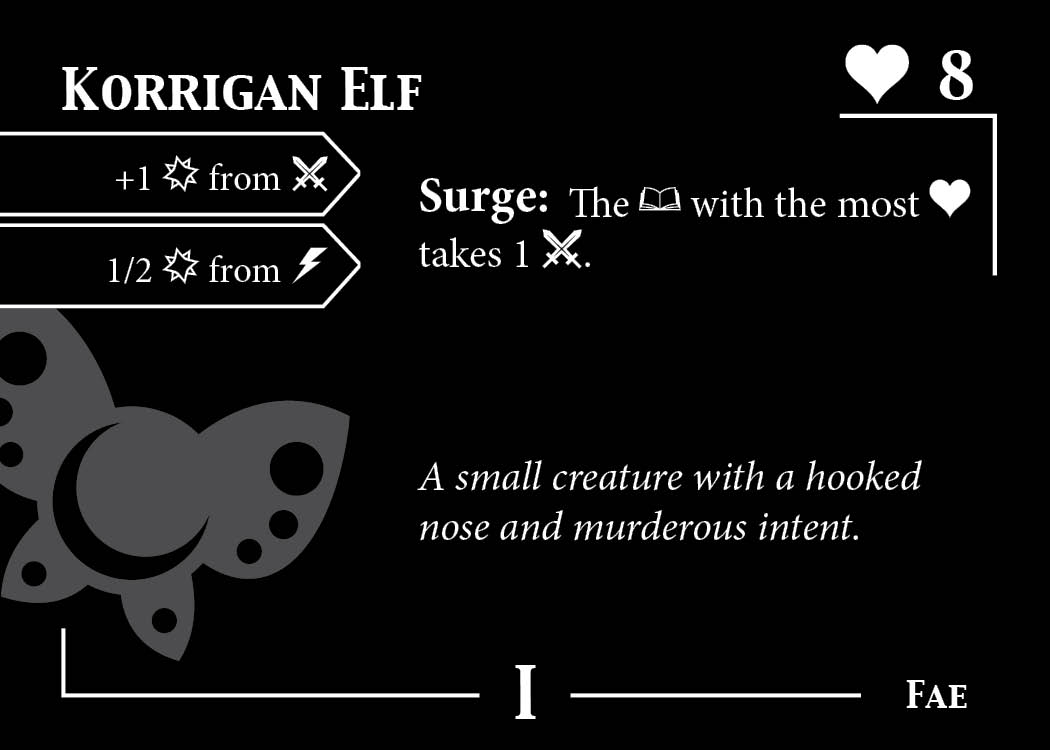 Korrigan Elf
8
+1 from
1/2 from
Surge: The with the most
takes 1 .
A small creature with a hooked
nose and murderous intent.
I
Fae